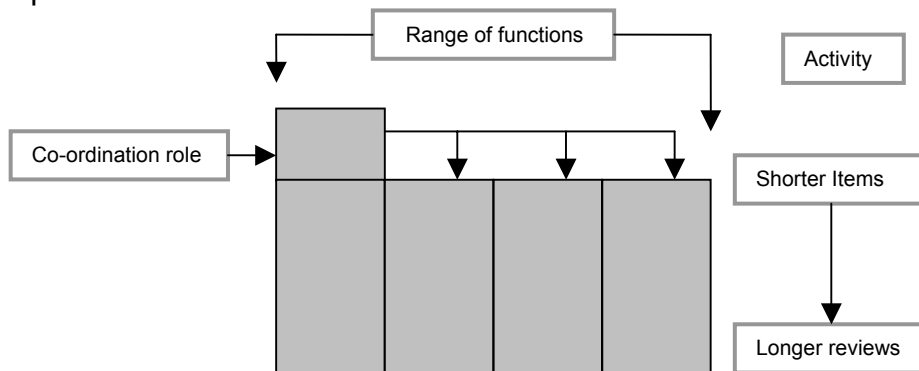 Range of functions
Activity
Co-ordination role
Shorter Items
Longer reviews